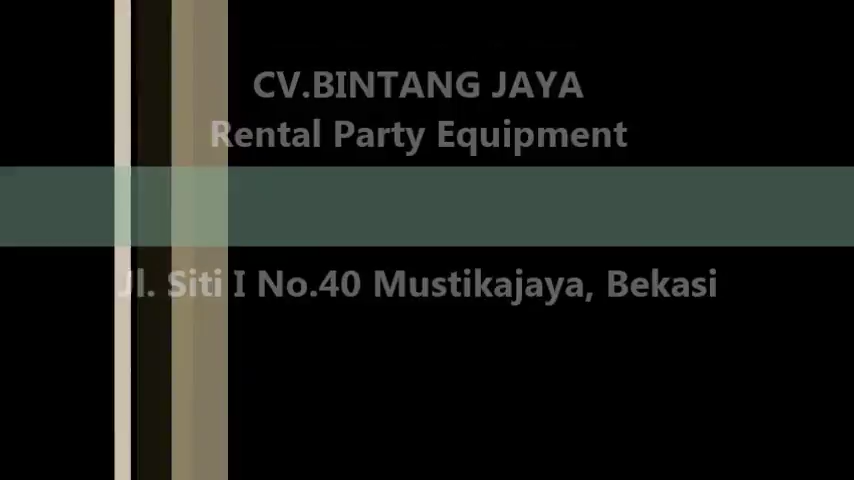 CV.BINTANG JAYA
Rental Party Equipment
Jl. Siti I No.40 Mustikajaya, Bekasi